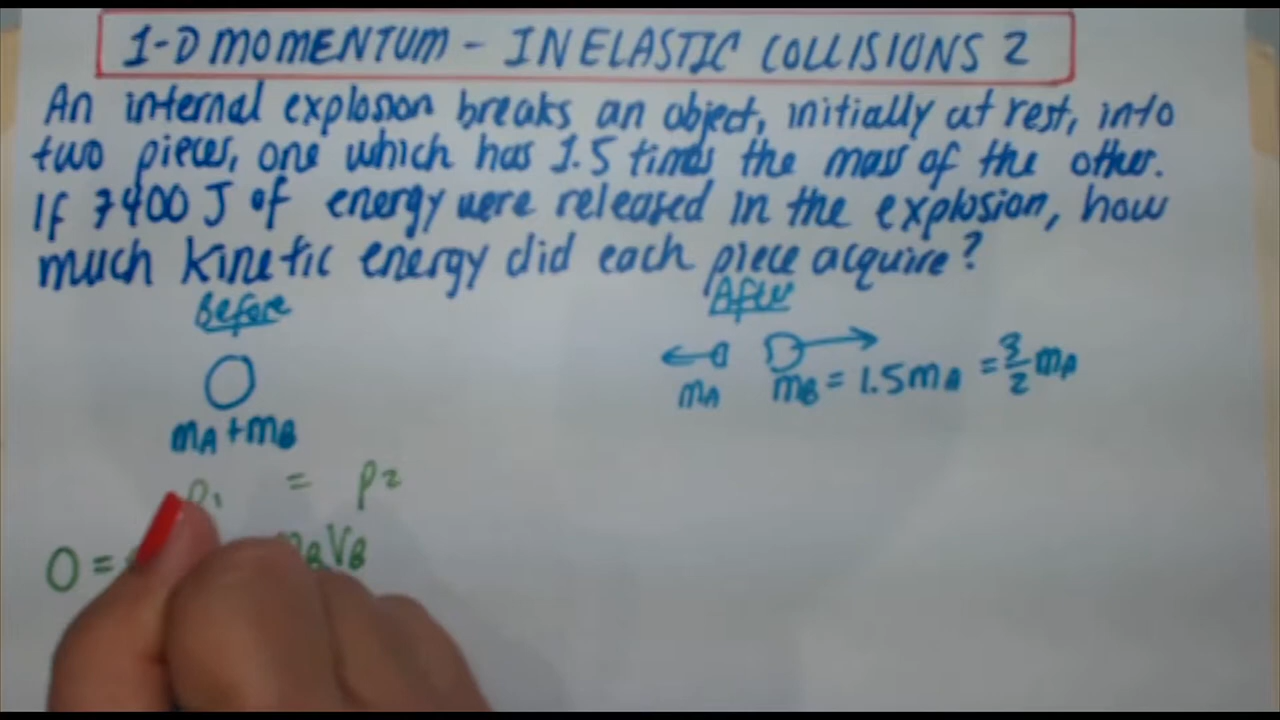 1-D MOMENTUM - INELASTIC COLLISIONS 2
An internal explosion breaks an object, initially at rest, into
two pieces, one which has 1.5 times the mass of the other.
If 7400 J of energy were released in the explosion, how
much kinetic energy did each piece acquire?
Before
After
mA
mB = 1.5mA = 3/2 mA
mA + mB
p1 = p2
0 = mBVB